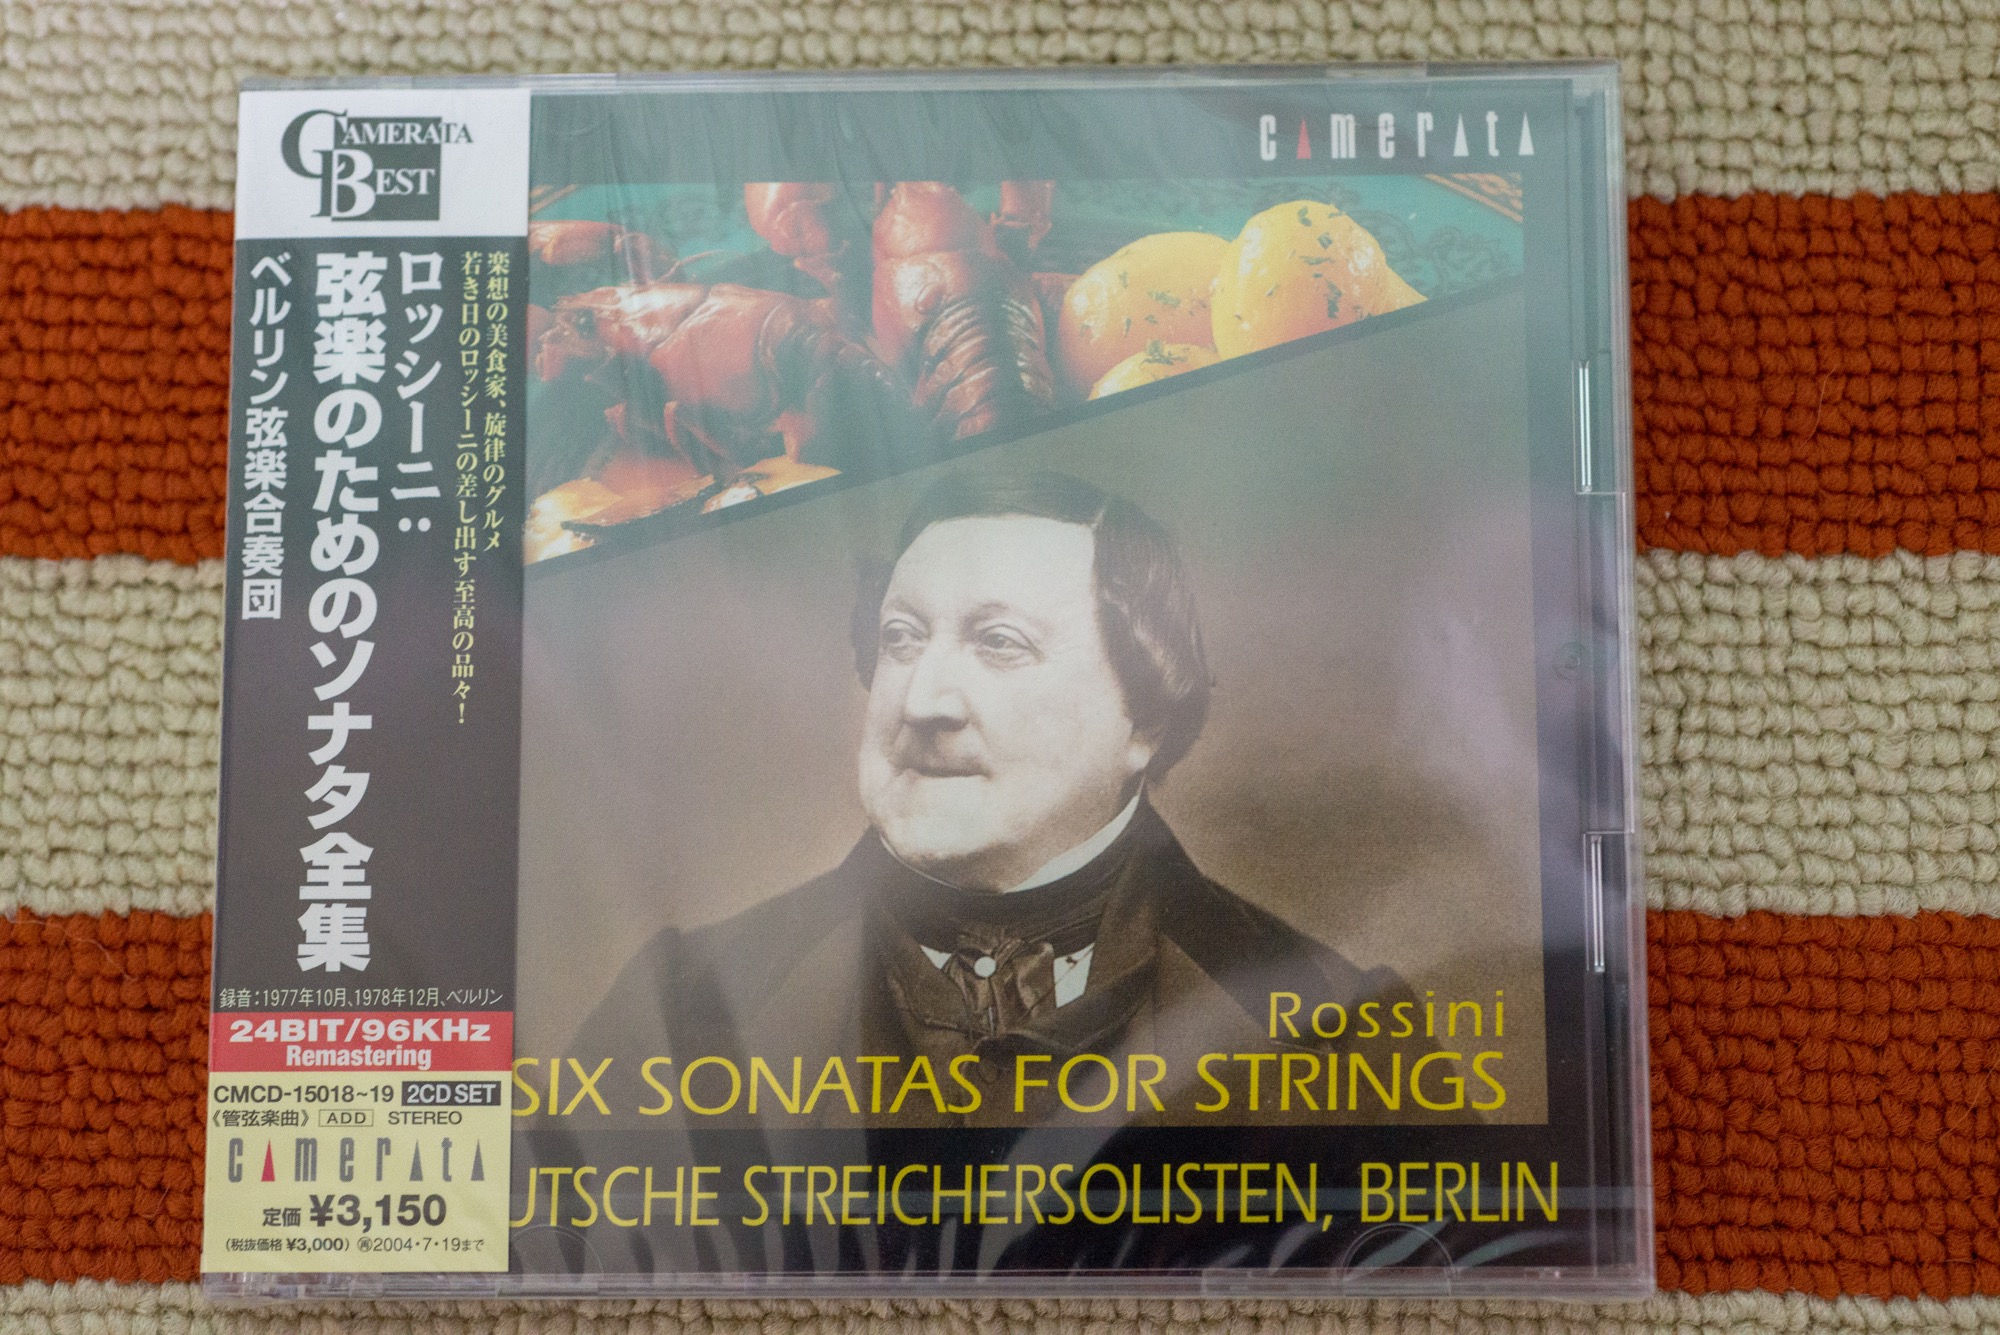 CAMERATA
BEST
楽想の美食家、旋律のグルメ
若き日のロッシーニの差し出す至高の品々!
ロッシーニ:
弦楽のためのソナタ全集
ベルリン弦楽合奏団
録音:1977年10月、1978年12月、ベルリン
24BIT/96KHz
Remastering
CMCD-15018~19 2CD SET
《管弦楽曲》 ADD STEREO
camerata
定価 ¥3,150
(税抜価格 ¥3,000) 再2004・7・19まで
camerata
Rossini
SIX SONATAS FOR STRINGS
UTSCHE STREICHERSOLISTEN, BERLIN